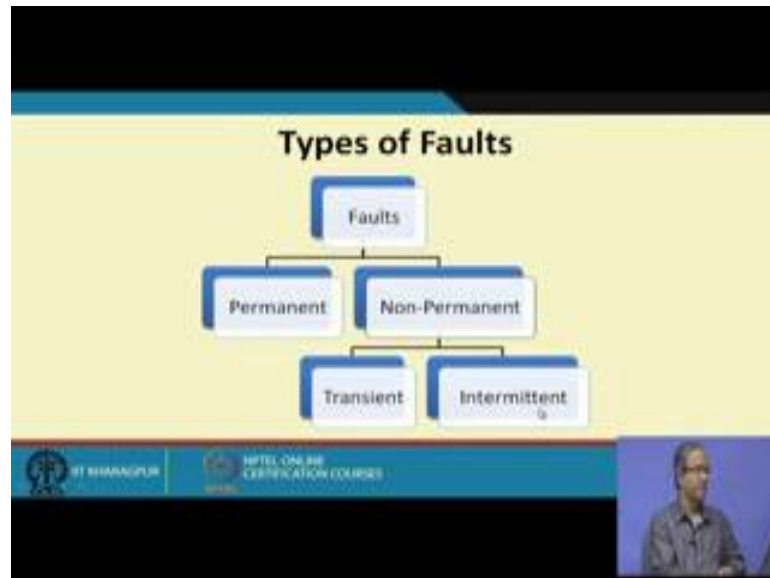 Types of Faults
Faults
Permanent
Non-Permanent
Transient
Intermittent
IIT KHARAGPUR
NPTEL ONLINE
CERTIFICATION COURSES